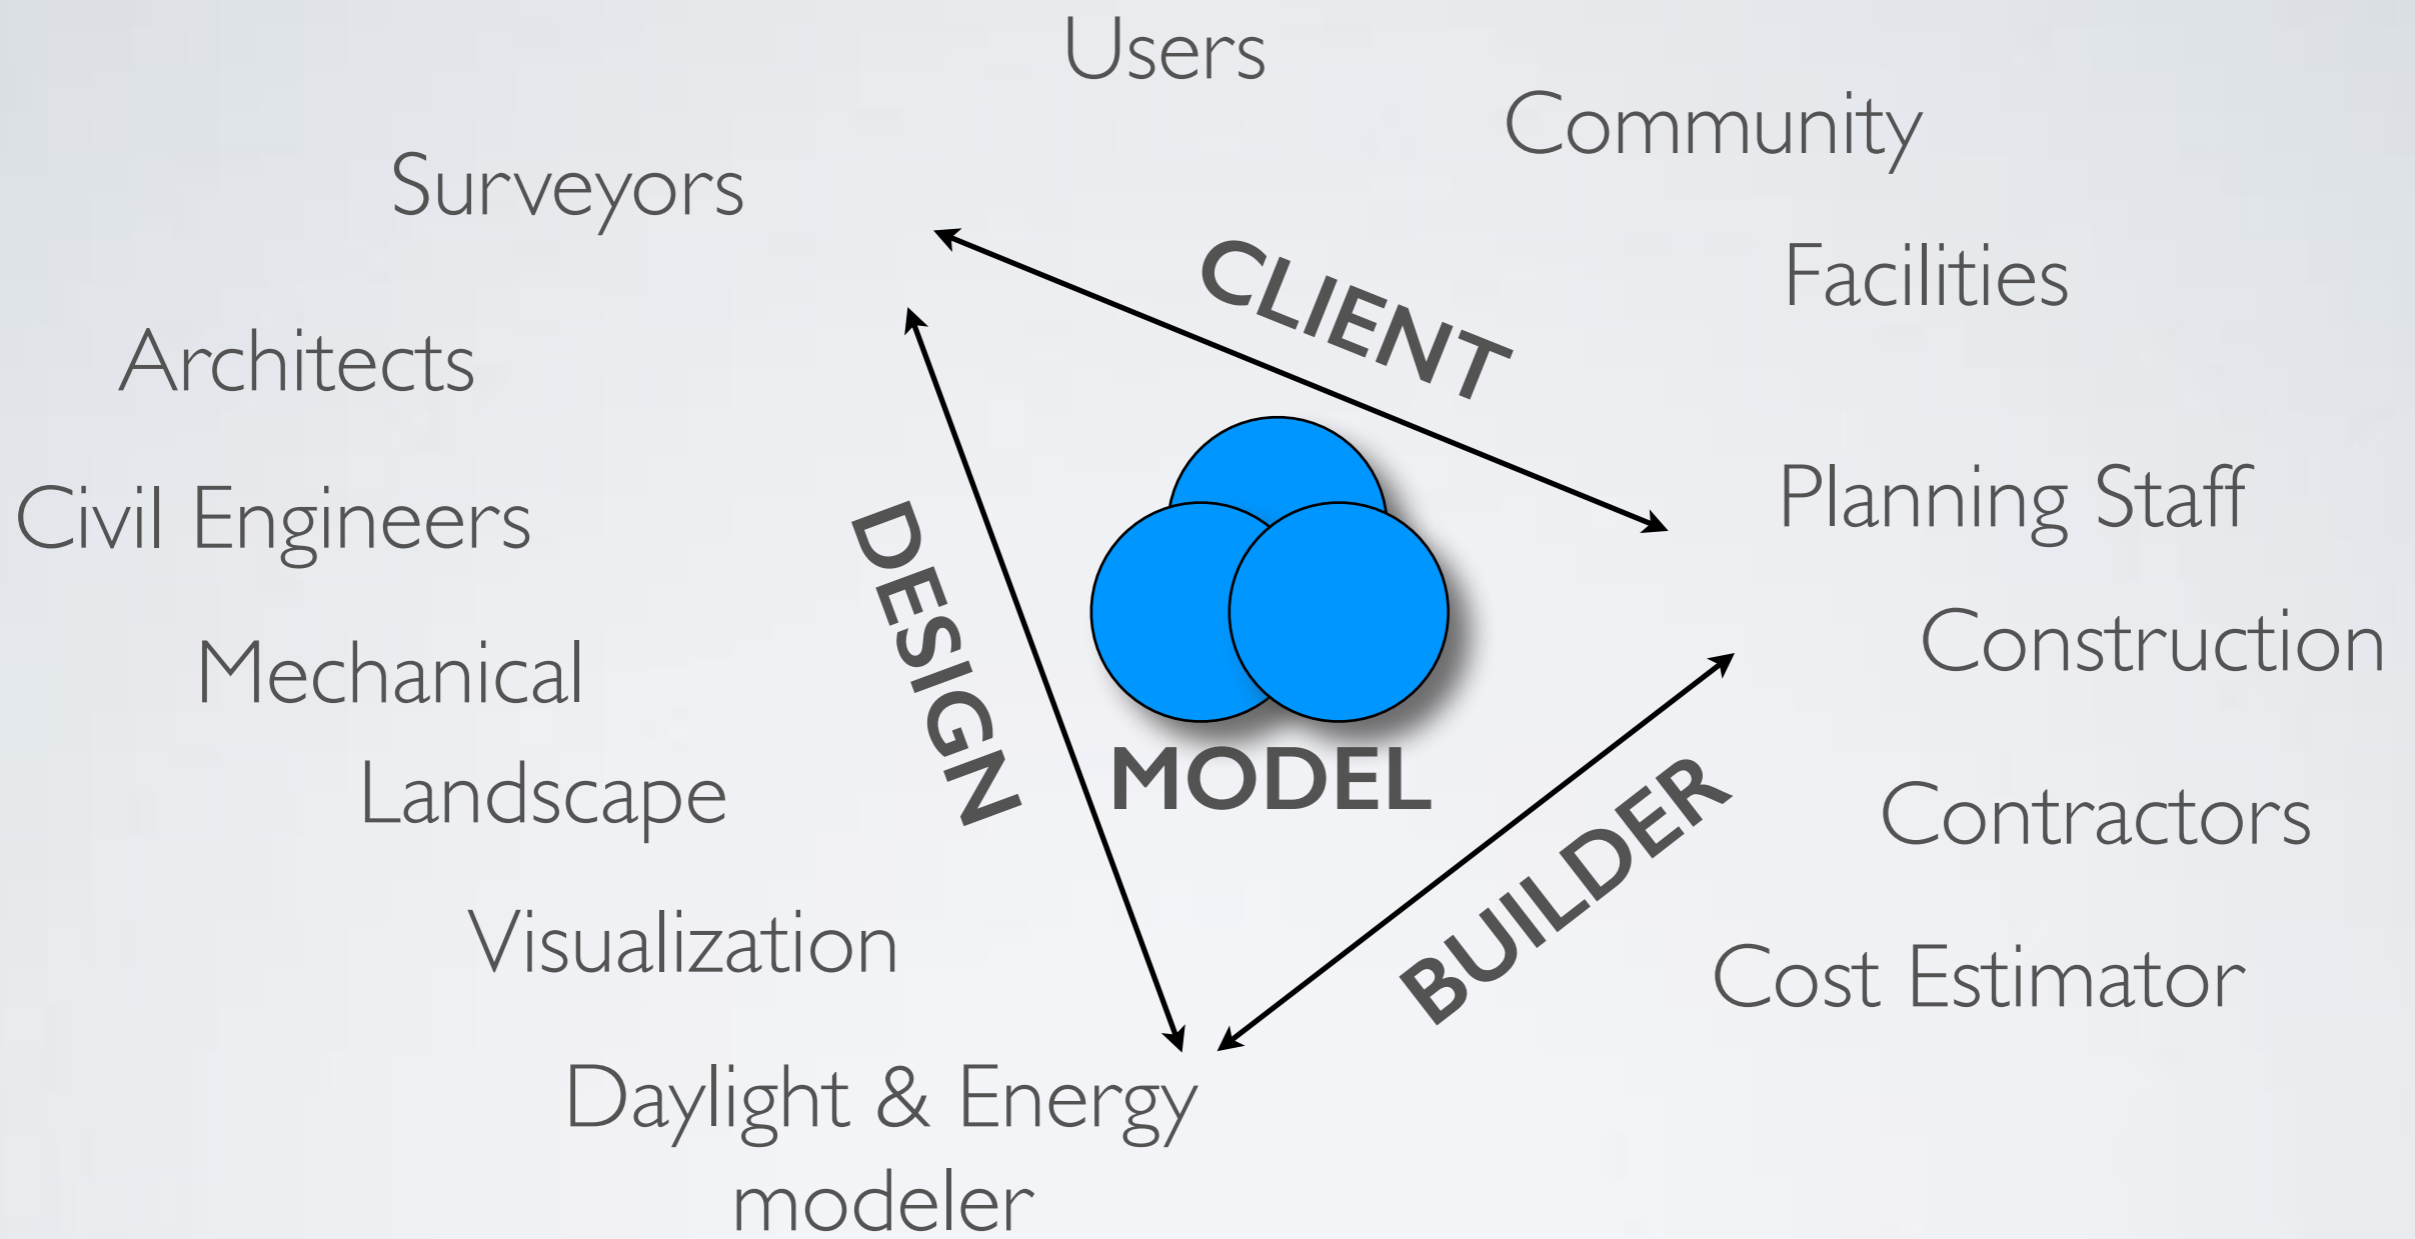 Users
Community
Surveyors
Facilities
CLIENT
Architects
Planning Staff
Civil Engineers
DESIGN
Construction
Mechanical
MODEL
Landscape
Contractors
BUILDER
Visualization
Cost Estimator
Daylight & Energy
modeler